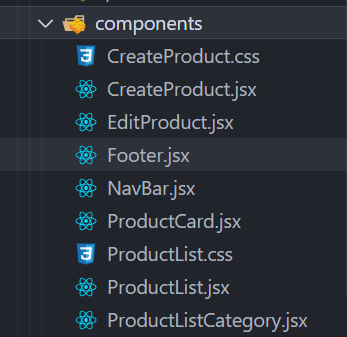 components
CreateProduct.css
CreateProduct.jsx
EditProduct.jsx
Footer.jsx
NavBar.jsx
ProductCard.jsx
ProductList.css
ProductList.jsx
ProductListCategory.jsx